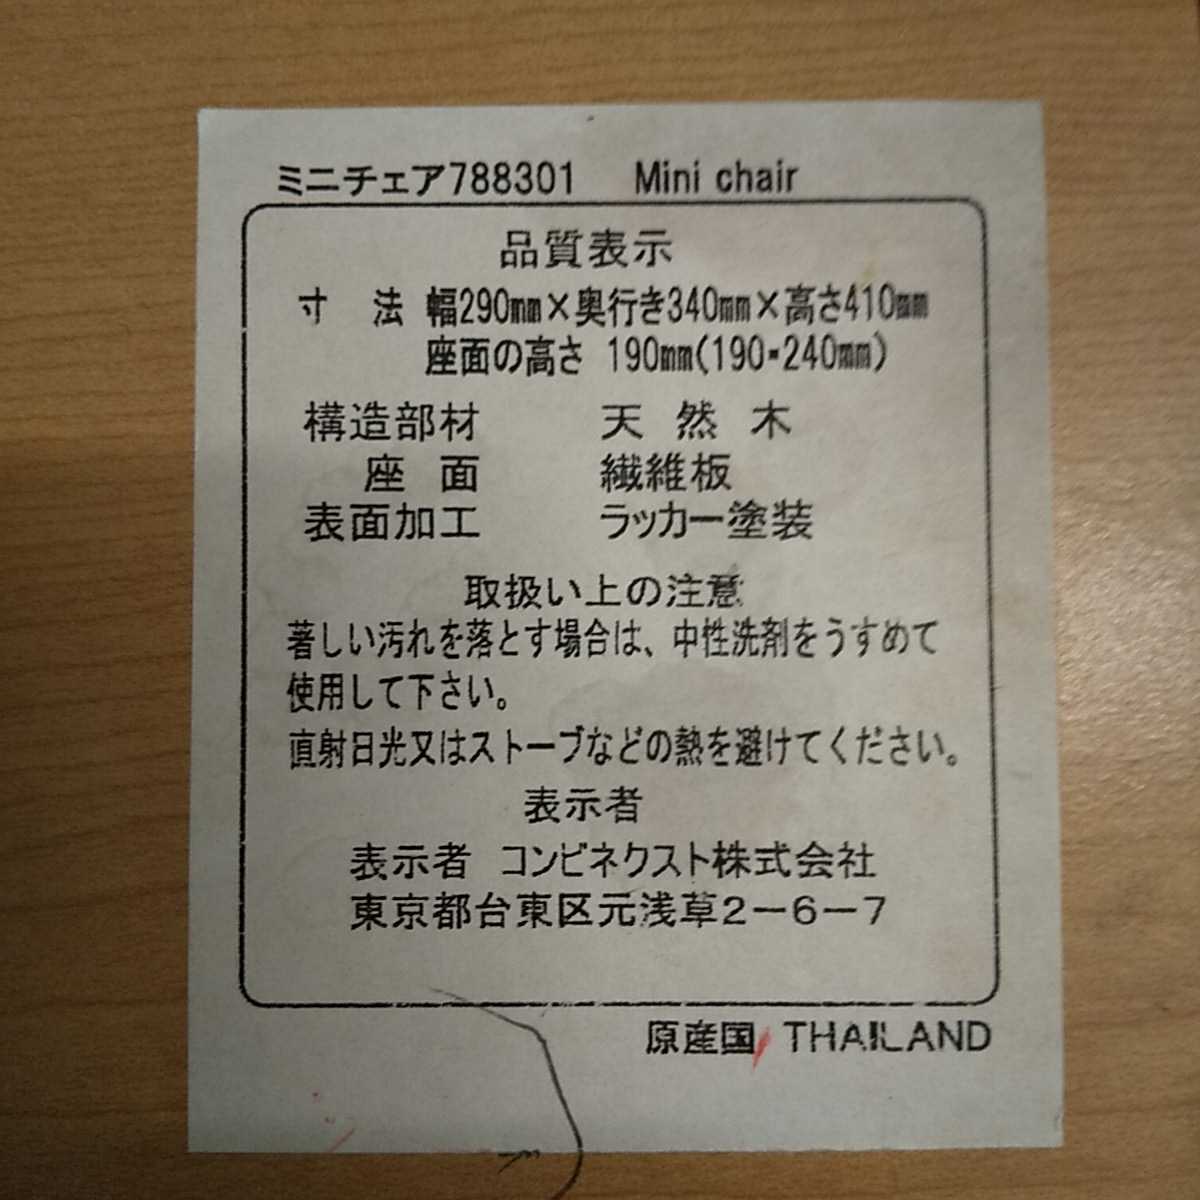 ミニチェア788301 Mini chair
品質表示
寸 法 幅290mm×奥行き340mm×高さ410mm
座面の高さ 190mm(190・240mm)
構造部材 天然木
座面 繊維板
表面加工 ラッカー塗装
取扱い上の注意
著しい汚れを落とす場合は、中性洗剤をうすめて
使用して下さい。
直射日光又はストーブなどの熱を避けてください。
表示者
表示者 コンビネクスト株式会社
東京都台東区元浅草2－6－7
原産国 THAILAND